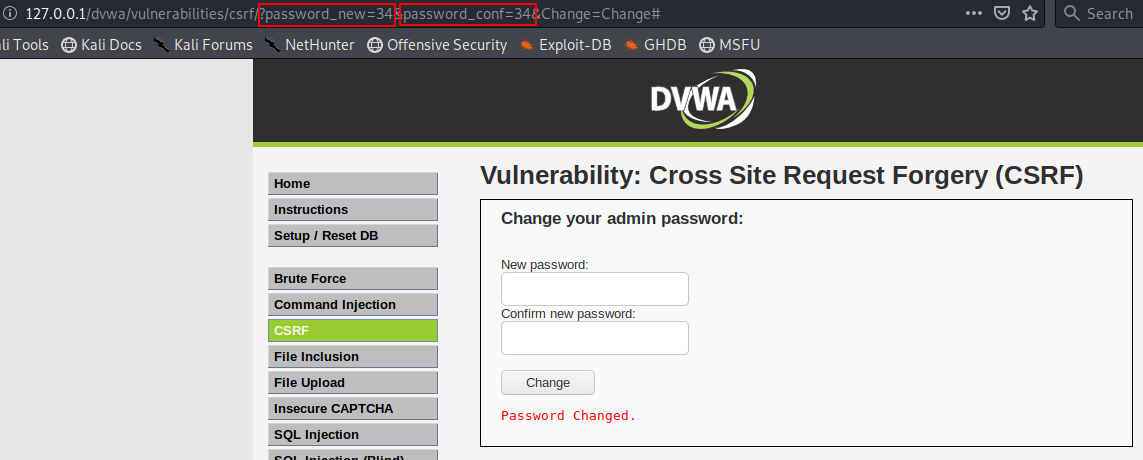 127.0.0.1/dvwa/vulnerabilities/csrf/?password_new=34&password_conf=34&Change=Change#
Search
ali Tools Kali Docs Kali Forums NetHunter Offensive Security Exploit-DB GHDB MSFU
DVWA
Home
Instructions
Setup / Reset DB
Brute Force
Command Injection
CSRF
File Inclusion
File Upload
Insecure CAPTCHA
SQL Injection
SQL Injection (Blind)
Vulnerability: Cross Site Request Forgery (CSRF)
Change your admin password:
New password:
Confirm new password:
Change
Password Changed.